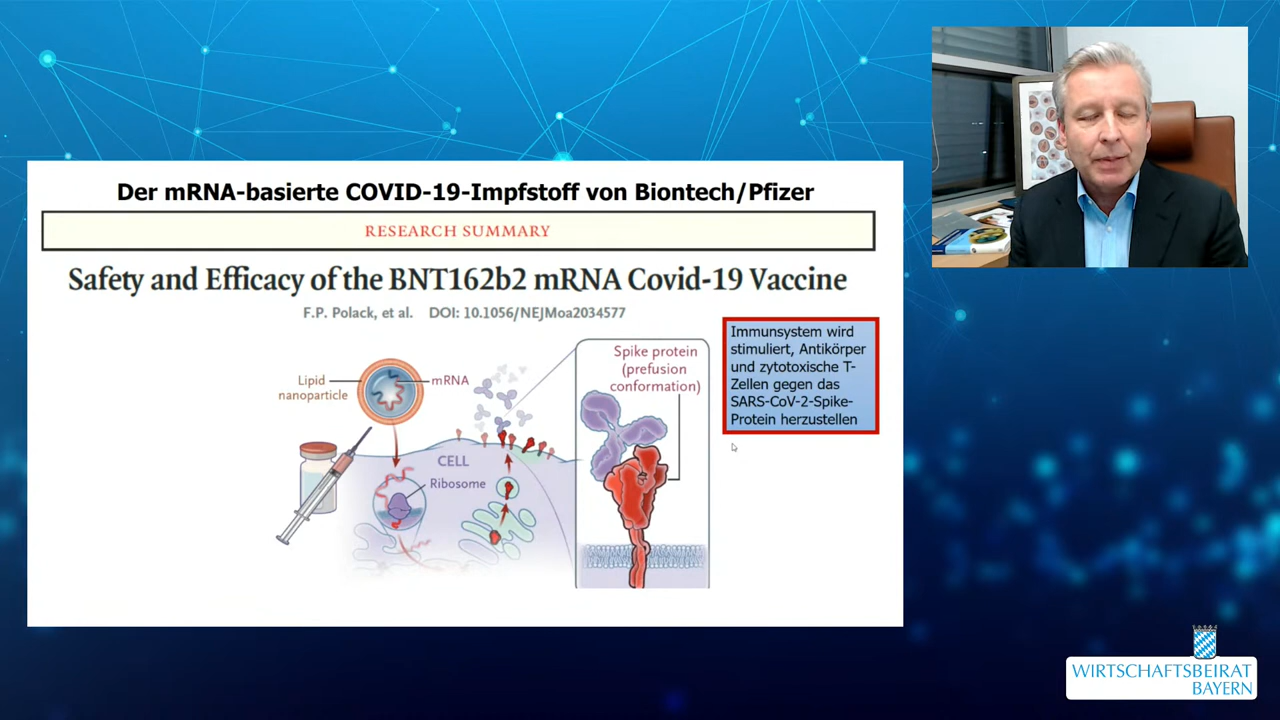 Der mRNA-basierte COVID-19-Impfstoff von Biontech/Pfizer
RESEARCH SUMMARY
Safety and Efficacy of the BNT162b2 mRNA Covid-19 Vaccine
F.P. Polack, et al. DOI: 10.1056/NEJMoa2034577
Lipid
nanoparticle
mRNA
CELL
Ribosome
Spike protein
(prefusion
conformation)
Immunsystem wird
stimuliert, Antikörper
und zytotoxische T-
Zellen gegen das
SARS-CoV-2-Spike-
Protein herzustellen
WIRTSCHAFTSBEIRAT
BAYERN